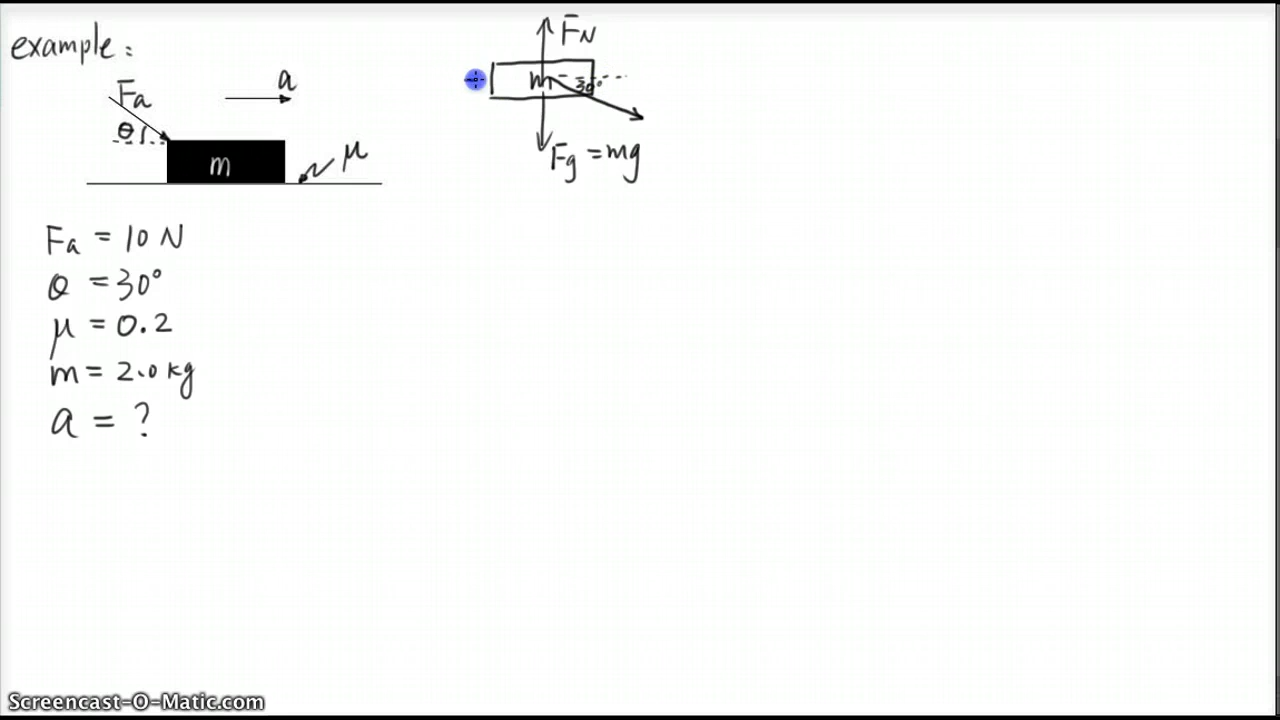 example:
Fa
a
θ
m
μ
Fa = 10 N
θ = 30°
μ = 0.2
m = 2.0 kg
a = ?
FN
m
30°
Fg = mg
Screencast-O-Matic.com